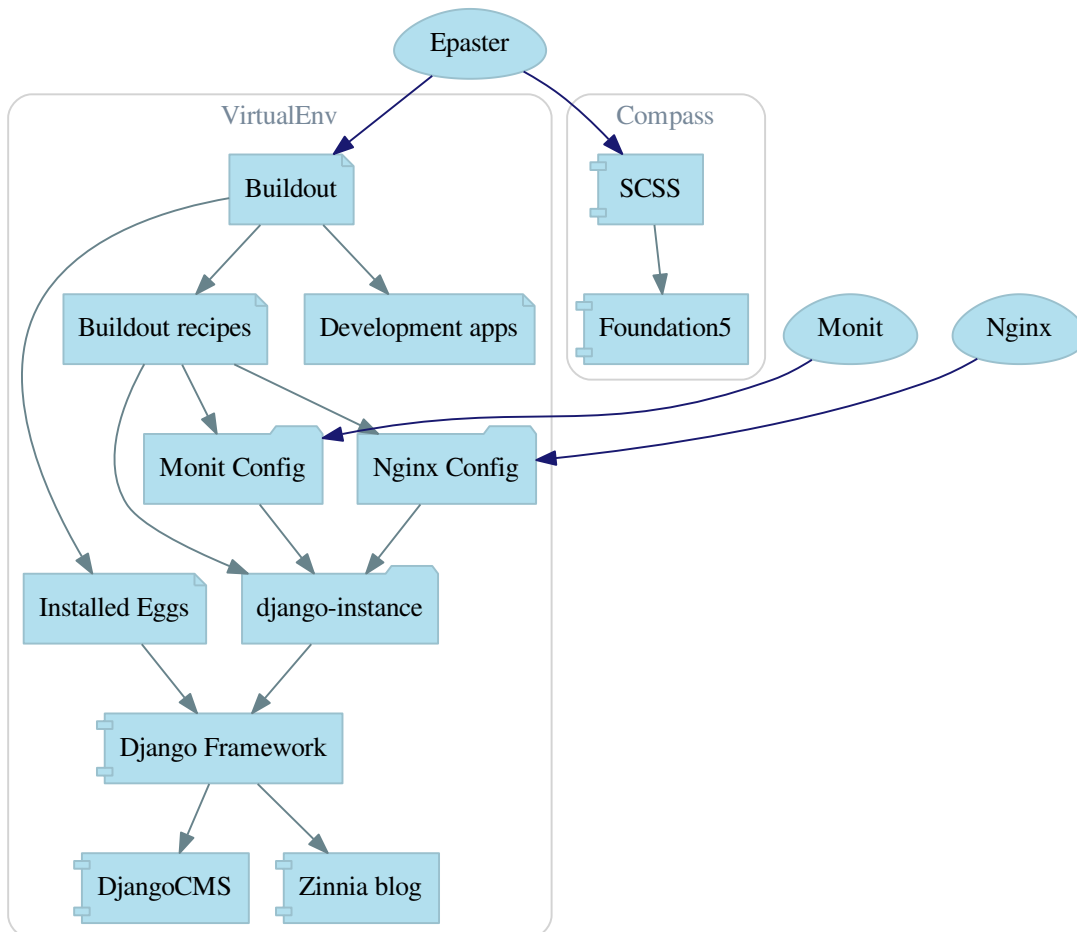 Epaster
VirtualEnv
Compass
Buildout
SCSS
Buildout recipes
Development apps
Foundation5
Monit
Nginx
Monit Config
Nginx Config
Installed Eggs
django-instance
Django Framework
DjangoCMS
Zinnia blog